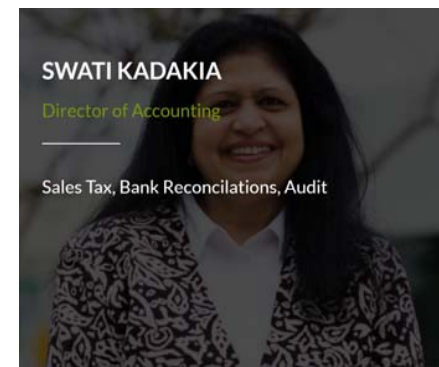 SWATI KADAKIA
Director of Accounting
Sales Tax, Bank Reconcilations, Audit